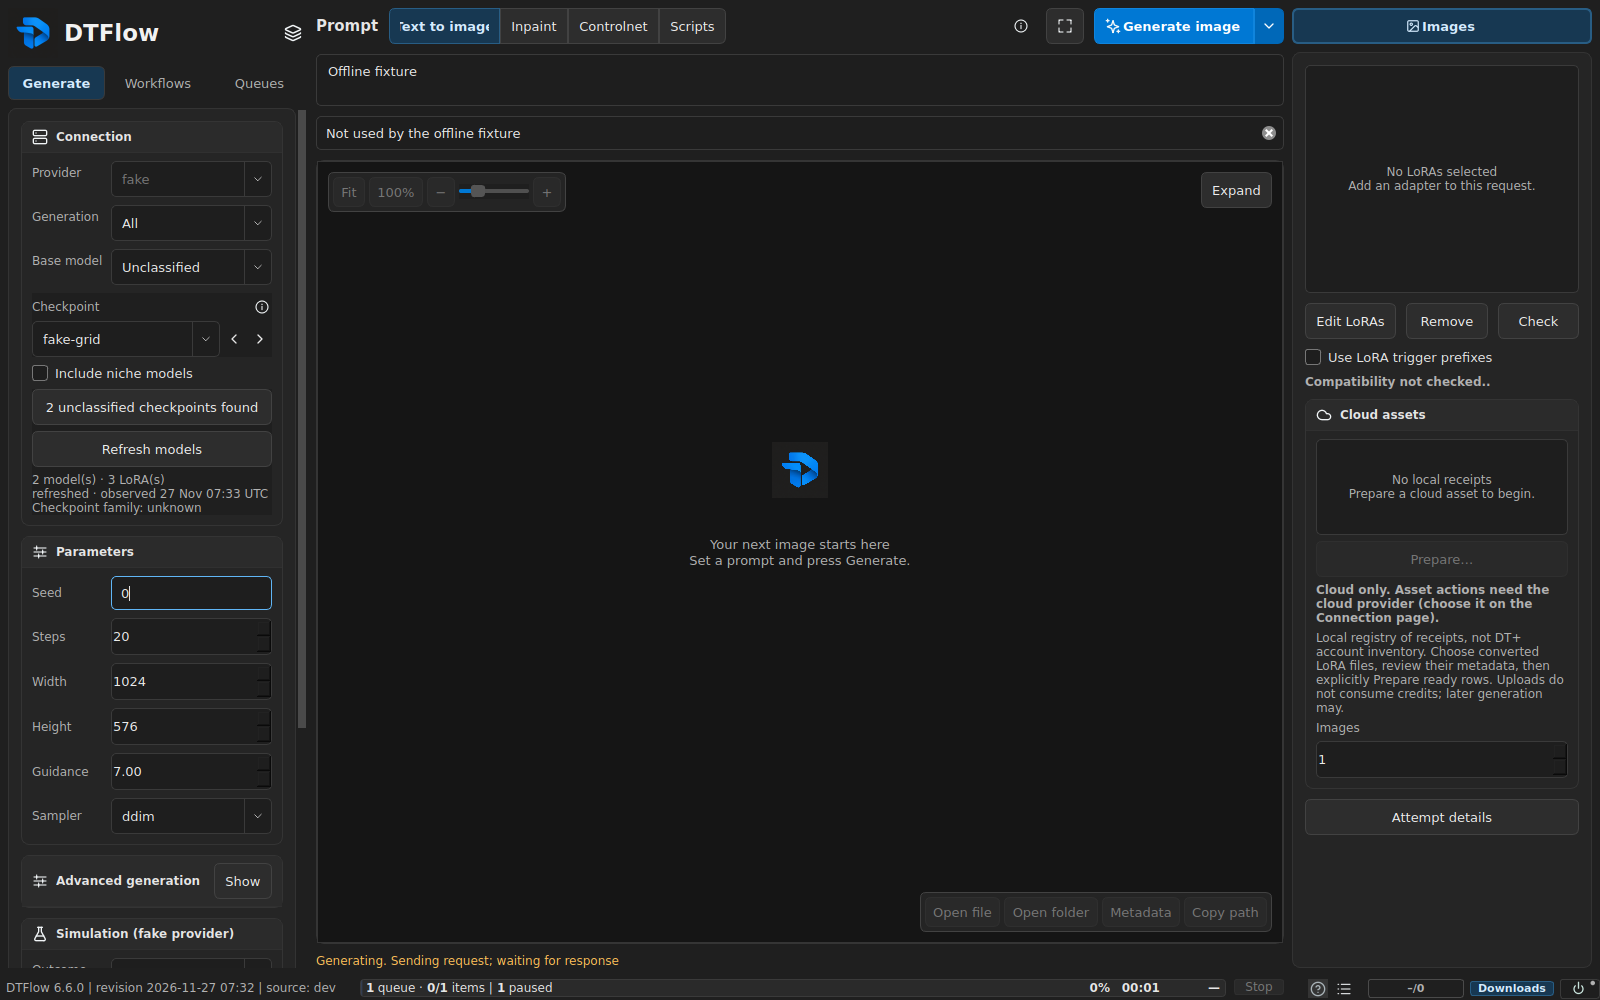 DTFlow
Prompt
Text to image
Inpaint
Controlnet
Scripts
Generate image
Images
Generate
Workflows
Queues
Offline fixture
Not used by the offline fixture
Connection
Provider
fake
Generation
All
Base model
Unclassified
Checkpoint
fake-grid
Include niche models
2 unclassified checkpoints found
Refresh models
2 model(s) · 3 LoRA(s)
refreshed · observed 27 Nov 07:33 UTC
Checkpoint family: unknown
Parameters
Seed
0
Steps
20
Width
1024
Height
576
Guidance
7.00
Sampler
ddim
Advanced generation
Show
Simulation (fake provider)
Outcome
Fit
100%
Expand
Your next image starts here
Set a prompt and press Generate.
Open file
Open folder
Metadata
Copy path
Generating. Sending request; waiting for response
No LoRAs selected
Add an adapter to this request.
Edit LoRAs
Remove
Check
Use LoRA trigger prefixes
Compatibility not checked..
Cloud assets
No local receipts
Prepare a cloud asset to begin.
Prepare...
Cloud only. Asset actions need the
cloud provider (choose it on the
Connection page).
Local registry of receipts, not DT+
account inventory. Choose converted
LoRA files, review their metadata, then
explicitly Prepare ready rows. Uploads do
not consume credits; later generation
may.
Images
1
Attempt details
DTFlow 6.6.0 | revision 2026-11-27 07:32 | source: dev
1 queue · 0/1 items | 1 paused
0%
00:01
—
Stop
–/0
Downloads